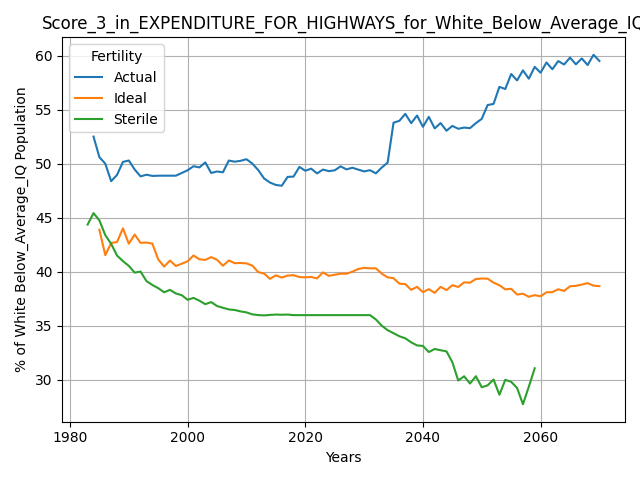 Score_3_in_EXPENDITURE_FOR_HIGHWAYS_for_White_Below_Average_IQ
Fertility
Actual
Ideal
Sterile
% of White Below_Average_IQ Population
60
55
50
45
40
35
30
1980
2000
2020
2040
2060
Years